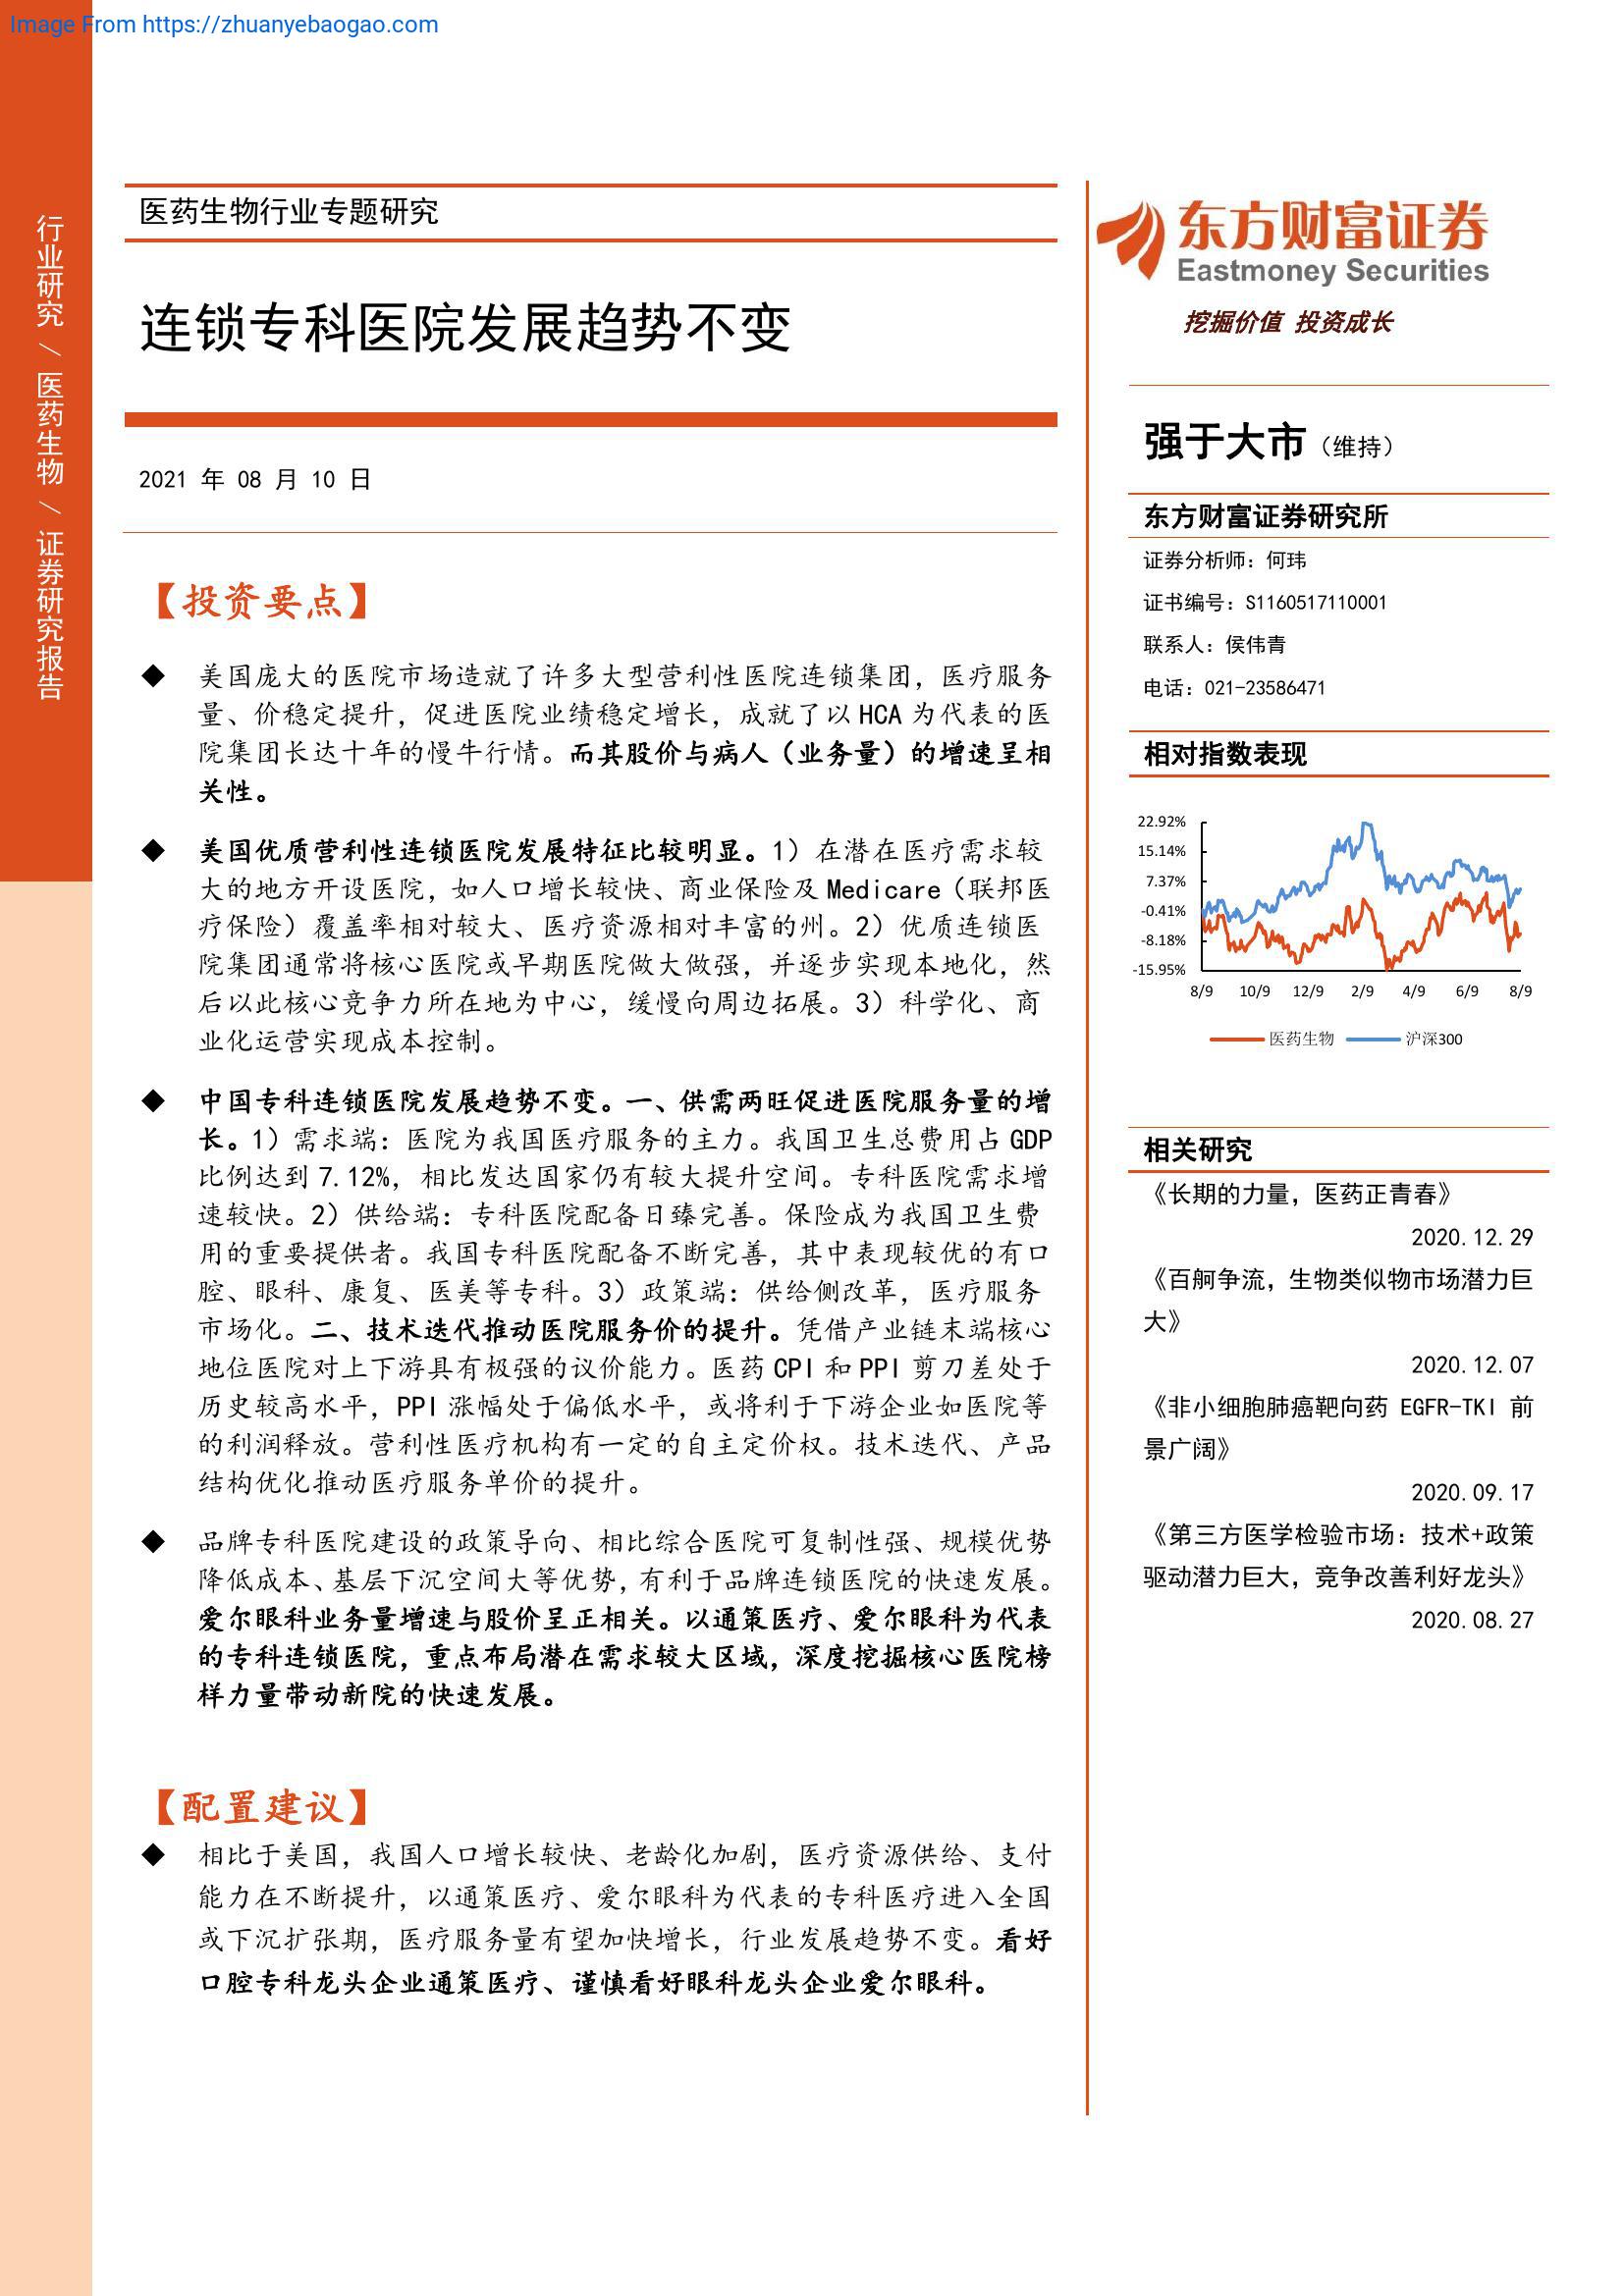 Image From https://zhuanyebaogao.com
行业研究 / 医药生物 / 证券研究报告
医药生物行业专题研究
连锁专科医院发展趋势不变
2021 年 08 月 10 日
【投资要点】
◆ 美国庞大的医院市场造就了许多大型营利性医院连锁集团，医疗服务
量、价稳定提升，促进医院业绩稳定增长，成就了以 HCA 为代表的医
院集团长达十年的慢牛行情。而其股价与病人（业务量）的增速呈相
关性。
◆ 美国优质营利性连锁医院发展特征比较明显。1）在潜在医疗需求较
大的地方开设医院，如人口增长较快、商业保险及 Medicare（联邦医
疗保险）覆盖率相对较大、医疗资源相对丰富的州。2）优质连锁医
院集团通常将核心医院或早期医院做大做强，并逐步实现本地化，然
后以此核心竞争力所在地为中心，缓慢向周边拓展。3）科学化、商
业化运营实现成本控制。
◆ 中国专科连锁医院发展趋势不变。一、供需两旺促进医院服务量的增
长。1）需求端：医院为我国医疗服务的主力。我国卫生总费用占 GDP
比例达到 7.12%，相比发达国家仍有较大提升空间。专科医院需求增
速较快。2）供给端：专科医院配备日臻完善。保险成为我国卫生费
用的重要提供者。我国专科医院配备不断完善，其中表现较优的有口
腔、眼科、康复、医美等专科。3）政策端：供给侧改革，医疗服务
市场化。二、技术迭代推动医院服务价的提升。凭借产业链末端核心
地位医院对上下游具有极强的议价能力。医药 CPI 和 PPI 剪刀差处于
历史较高水平，PPI 涨幅处于偏低水平，或将利于下游企业如医院等
的利润释放。营利性医疗机构有一定的自主定价权。技术迭代、产品
结构优化推动医疗服务单价的提升。
◆ 品牌专科医院建设的政策导向、相比综合医院可复制性强、规模优势
降低成本、基层下沉空间大等优势，有利于品牌连锁医院的快速发展。
爱尔眼科业务量增速与股价呈正相关。以通策医疗、爱尔眼科为代表
的专科连锁医院，重点布局潜在需求较大区域，深度挖掘核心医院榜
样力量带动新院的快速发展。
【配置建议】
◆ 相比于美国，我国人口增长较快、老龄化加剧，医疗资源供给、支付
能力在不断提升，以通策医疗、爱尔眼科为代表的专科医疗进入全国
或下沉扩张期，医疗服务量有望加快增长，行业发展趋势不变。看好
口腔专科龙头企业通策医疗、谨慎看好眼科龙头企业爱尔眼科。
东方财富证券
Eastmoney Securities
挖掘价值 投资成长
强于大市（维持）
东方财富证券研究所
证券分析师：何玮
证书编号：S1160517110001
联系人：侯伟青
电话：021-23586471
相对指数表现
22.92%
15.14%
7.37%
-0.41%
-8.18%
-15.95%
8/9 10/9 12/9 2/9 4/9 6/9 8/9
医药生物 沪深300
相关研究
《长期的力量，医药正青春》
2020.12.29
《百舸争流，生物类似物市场潜力巨
大》
2020.12.07
《非小细胞肺癌靶向药 EGFR-TKI 前
景广阔》
2020.09.17
《第三方医学检验市场：技术+政策
驱动潜力巨大，竞争改善利好龙头》
2020.08.27